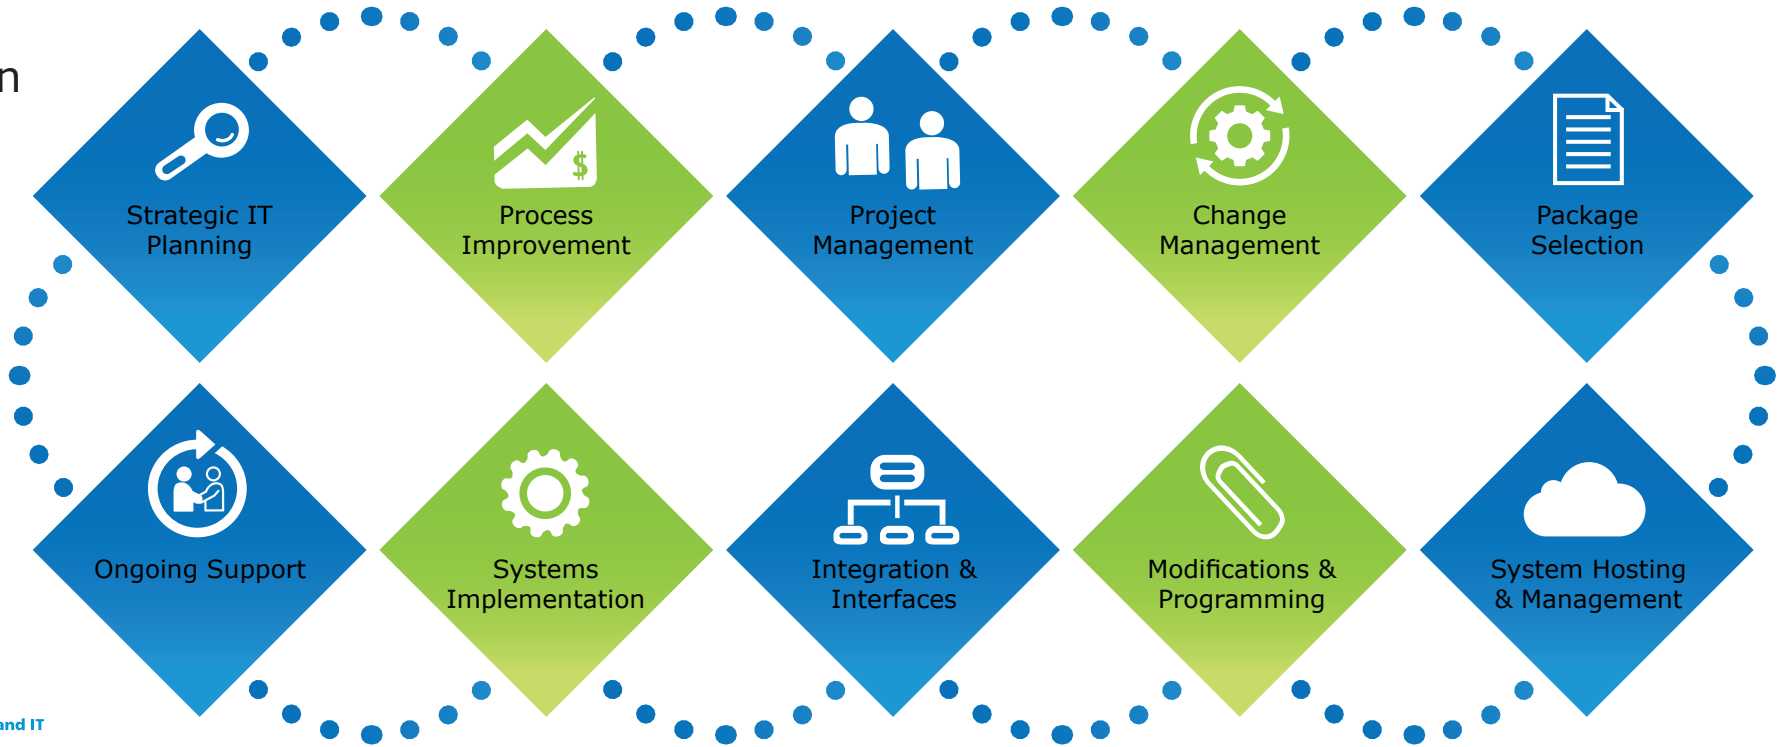 n
Strategic IT
Planning
Process
Improvement
$
Project
Management
Change
Management
Package
Selection
Ongoing Support
Systems
Implementation
Integration &
Interfaces
Modifications &
Programming
System Hosting
& Management
and IT